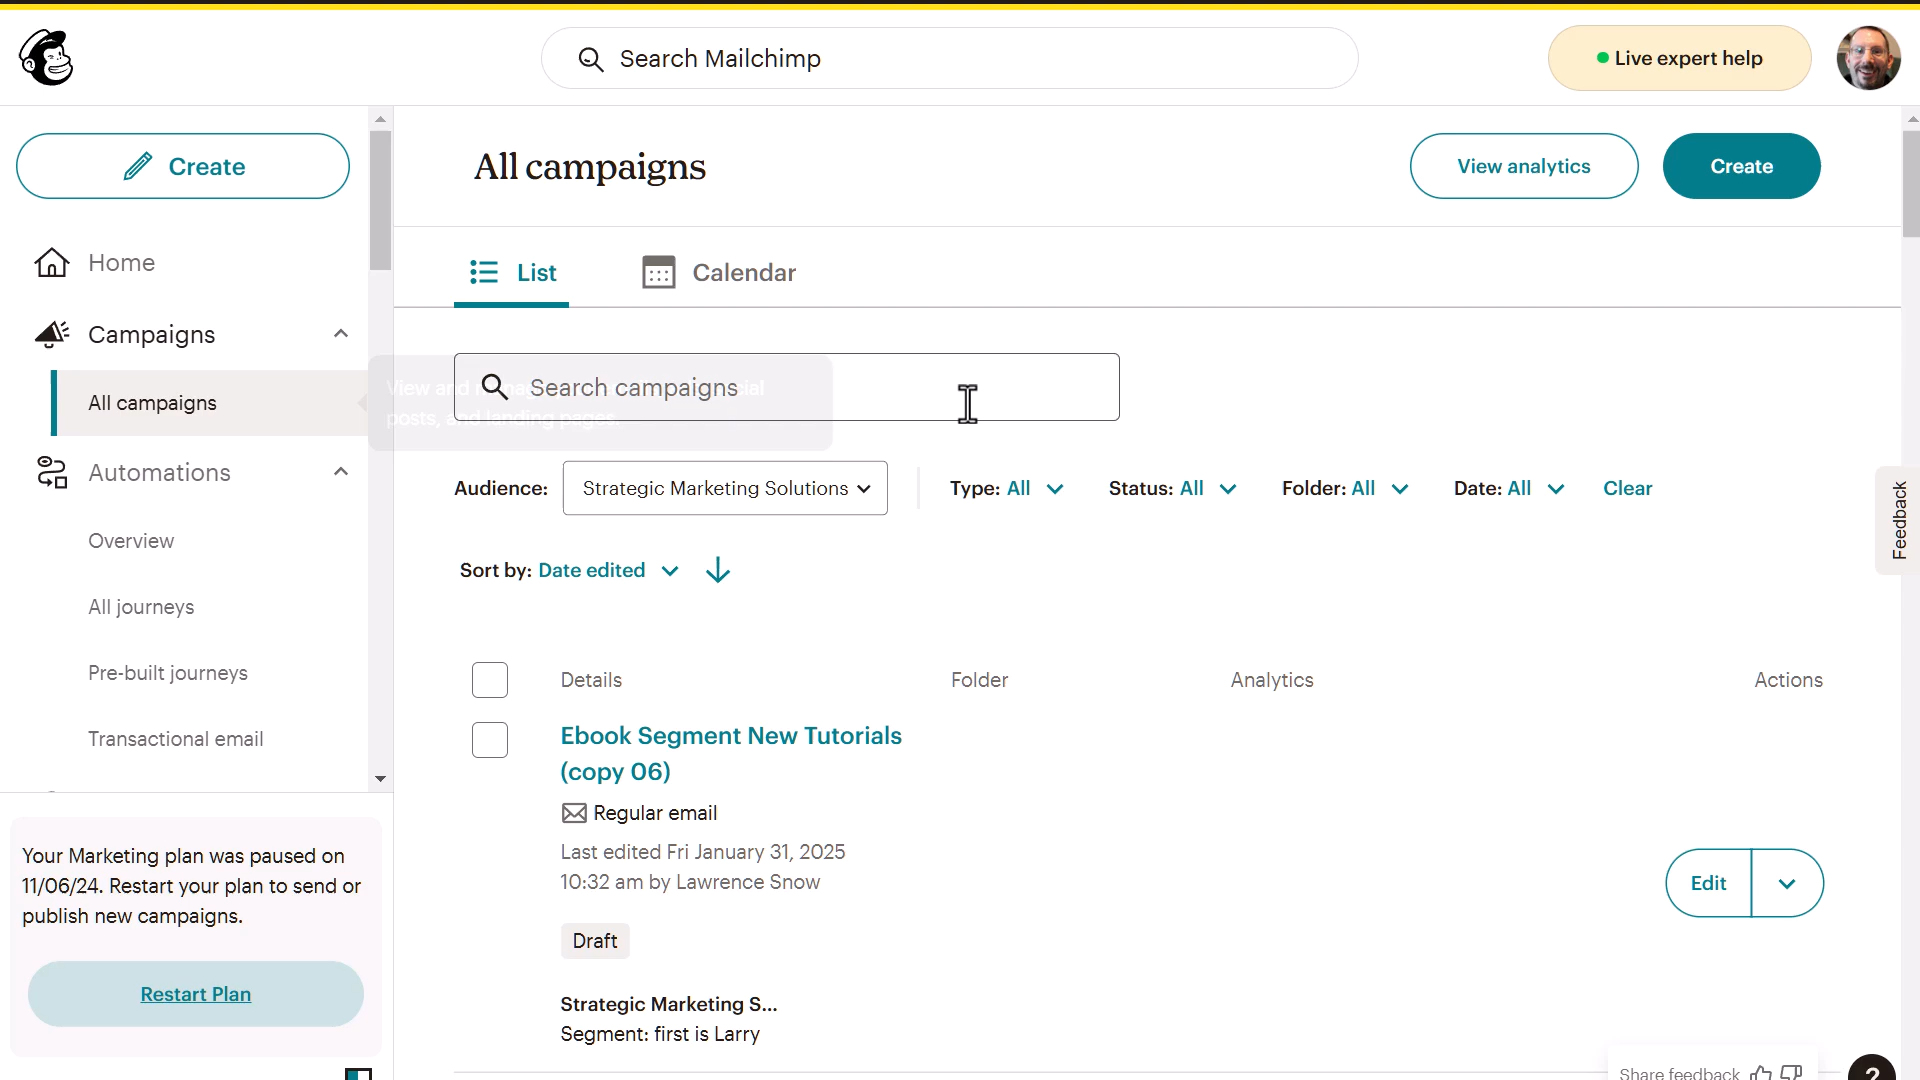 Search Mailchimp
Live expert help
Create
Home
Campaigns
All campaigns
Automations
Overview
All journeys
Pre-built journeys
Transactional email
Your Marketing plan was paused on
11/06/24. Restart your plan to send or
publish new campaigns.
Restart Plan
All campaigns
View analytics
Create
List
Calendar
Search campaigns
View and
posts, and landing pages.
Audience: Strategic Marketing Solutions
Type: All
Status: All
Folder: All
Date: All
Clear
Sort by: Date edited
Details Folder Analytics Actions
Ebook Segment New Tutorials
(copy 06)
Regular email
Last edited Fri January 31, 2025
10:32 am by Lawrence Snow
Draft
Strategic Marketing S...
Segment: first is Larry
Edit
Feedback
Share feedback
?